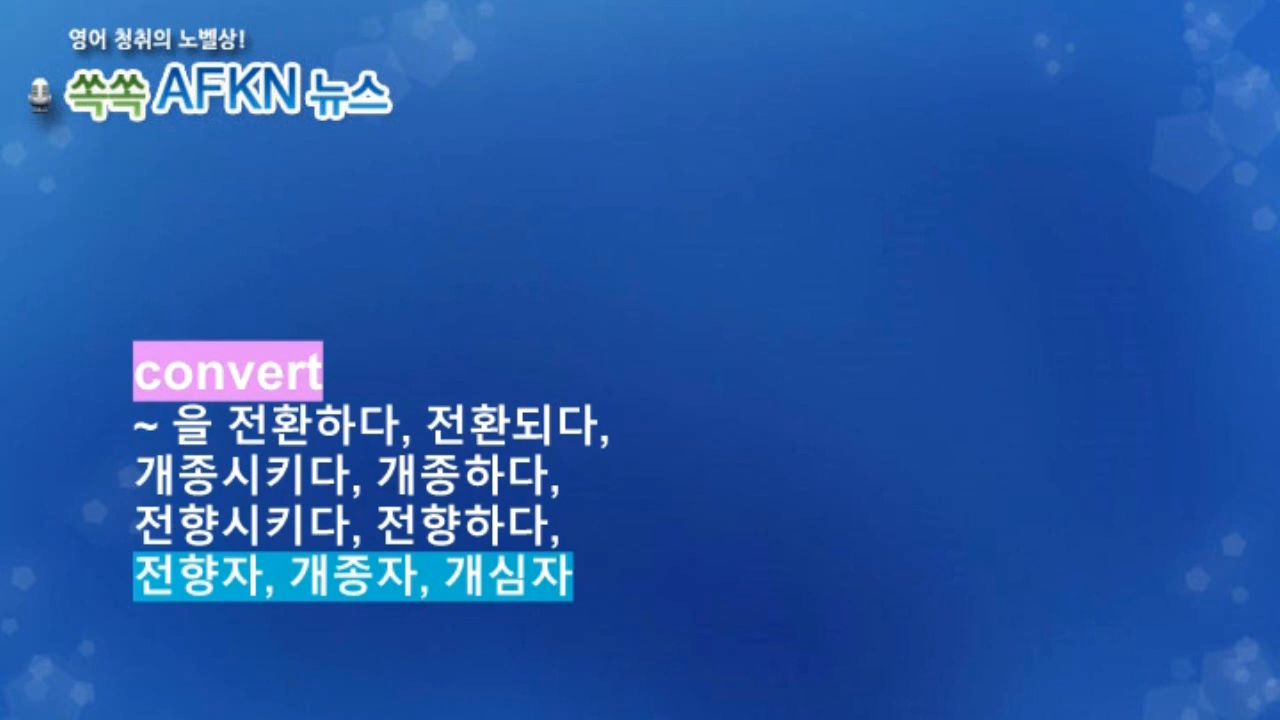 영어 청취의 노벨상!
쏙쏙 AFKN 뉴스
convert
~ 을 전환하다, 전환되다,
개종시키다, 개종하다,
전향시키다, 전향하다,
전향자, 개종자, 개심자